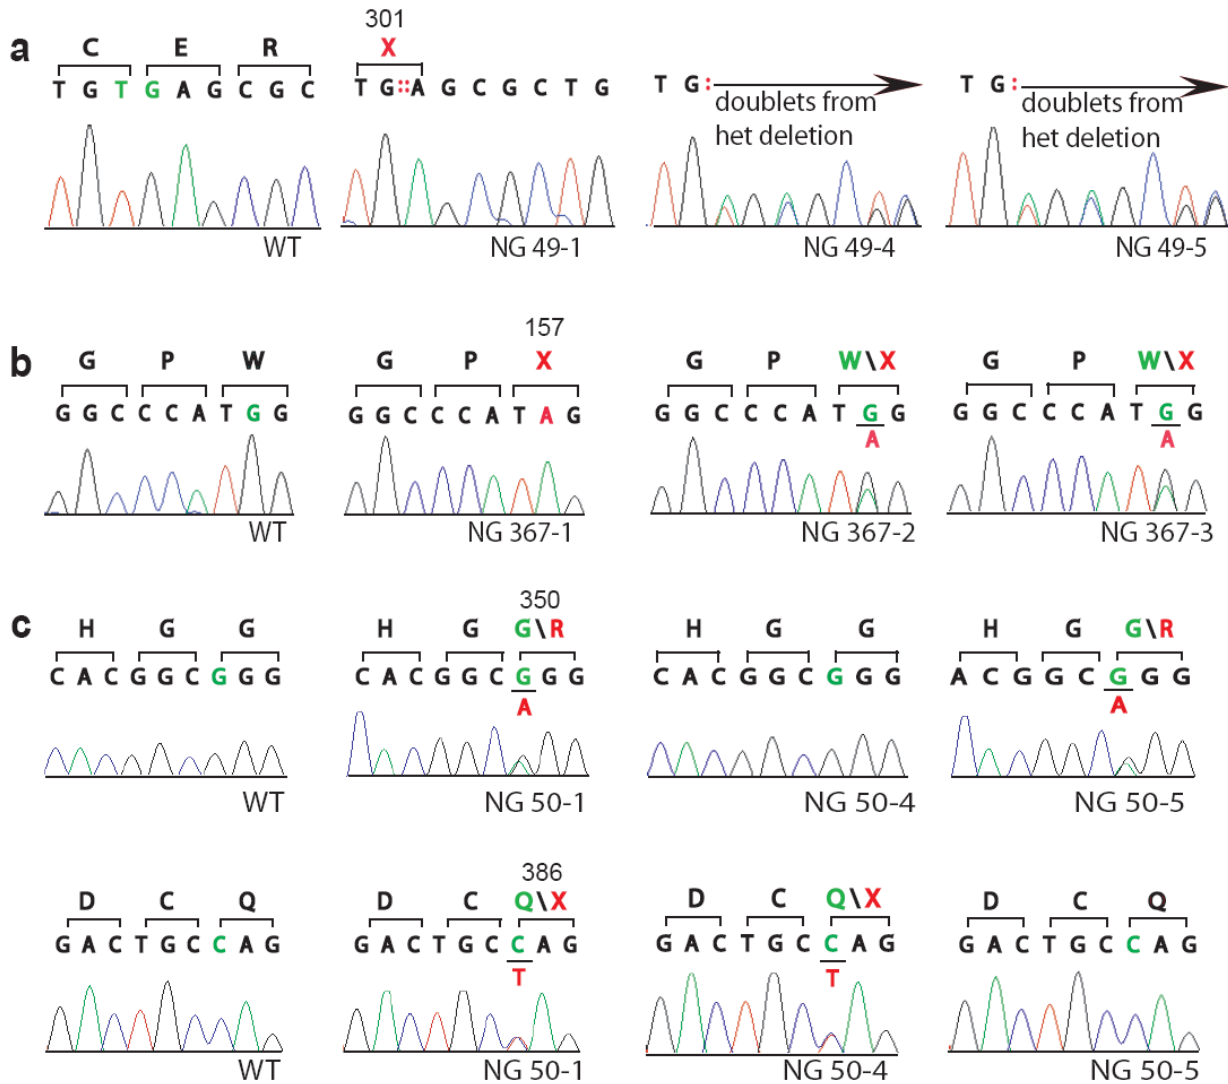 301
a C E R X
T G T G A G C G C T G :: A G C G C T G T G : doublets from het deletion T G : doublets from het deletion
WT NG 49-1 NG 49-4 NG 49-5
157
b G P W G P X G P W\X G P W\X
G G C C C A T G G G G C C C A T A G G G C C C A T G G G G C C C A T G G
A A
WT NG 367-1 NG 367-2 NG 367-3
350
c H G G H G G\R H G G H G G\R
C A C G G C G G G C A C G G C G G G C A C G G C G G G A C G G C G G G
A A
WT NG 50-1 NG 50-4 NG 50-5
386
D C Q D C Q\X D C Q\X D C Q
G A C T G C C A G G A C T G C C A G G A C T G C C A G G A C T G C C A G
T T
WT NG 50-1 NG 50-4 NG 50-5